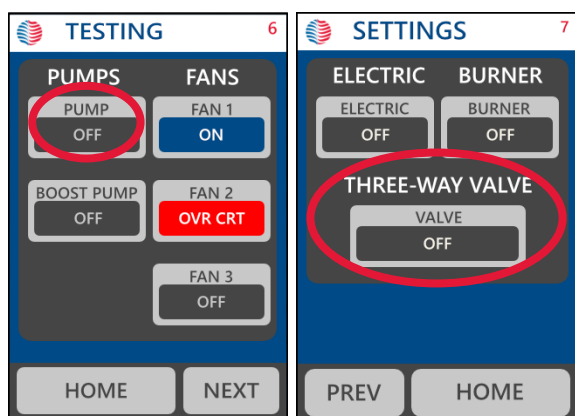 TESTING 6
PUMPS FANS
PUMP FAN 1
OFF ON
BOOST PUMP FAN 2
OFF OVR CRT
FAN 3
OFF
HOME NEXT
SETTINGS 7
ELECTRIC BURNER
ELECTRIC BURNER
OFF OFF
THREE-WAY VALVE
VALVE
OFF
PREV HOME